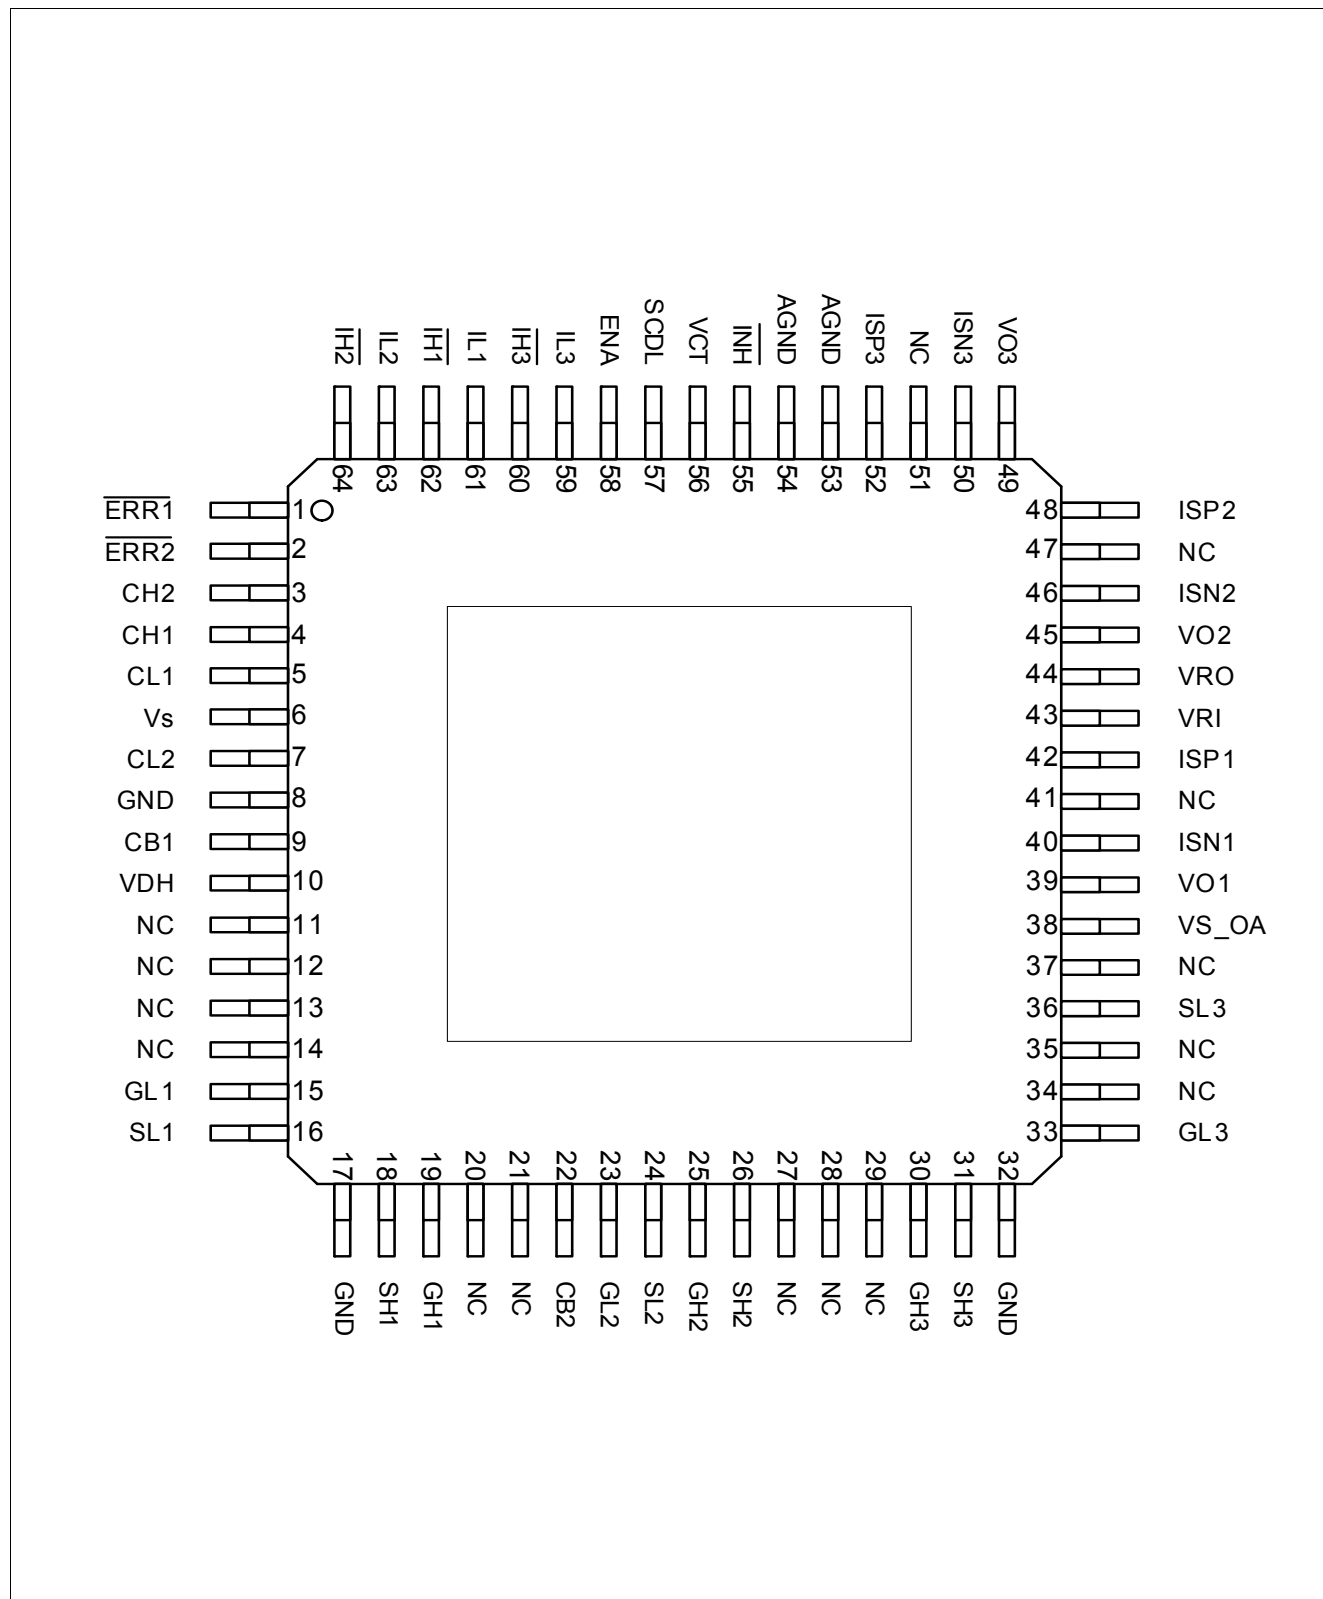 IH2
IL2
IH1
IL1
IH3
IL3
ENA
SCDL
VCT
INH
AGND
AGND
ISP3
NC
ISN3
VO3
64
63
62
61
60
59
58
57
56
55
54
53
52
51
50
49
ERR1 1
ERR2 2
CH2 3
CH1 4
CL1 5
Vs 6
CL2 7
GND 8
CB1 9
VDH 10
NC 11
NC 12
NC 13
NC 14
GL1 15
SL1 16
48 ISP2
47 NC
46 ISN2
45 VO2
44 VRO
43 VRI
42 ISP1
41 NC
40 ISN1
39 VO1
38 VS_OA
37 NC
36 SL3
35 NC
34 NC
33 GL3
17
18
19
20
21
22
23
24
25
26
27
28
29
30
31
32
GND
SH1
GH1
NC
NC
CB2
GL2
SL2
GH2
SH2
NC
NC
NC
GH3
SH3
GND